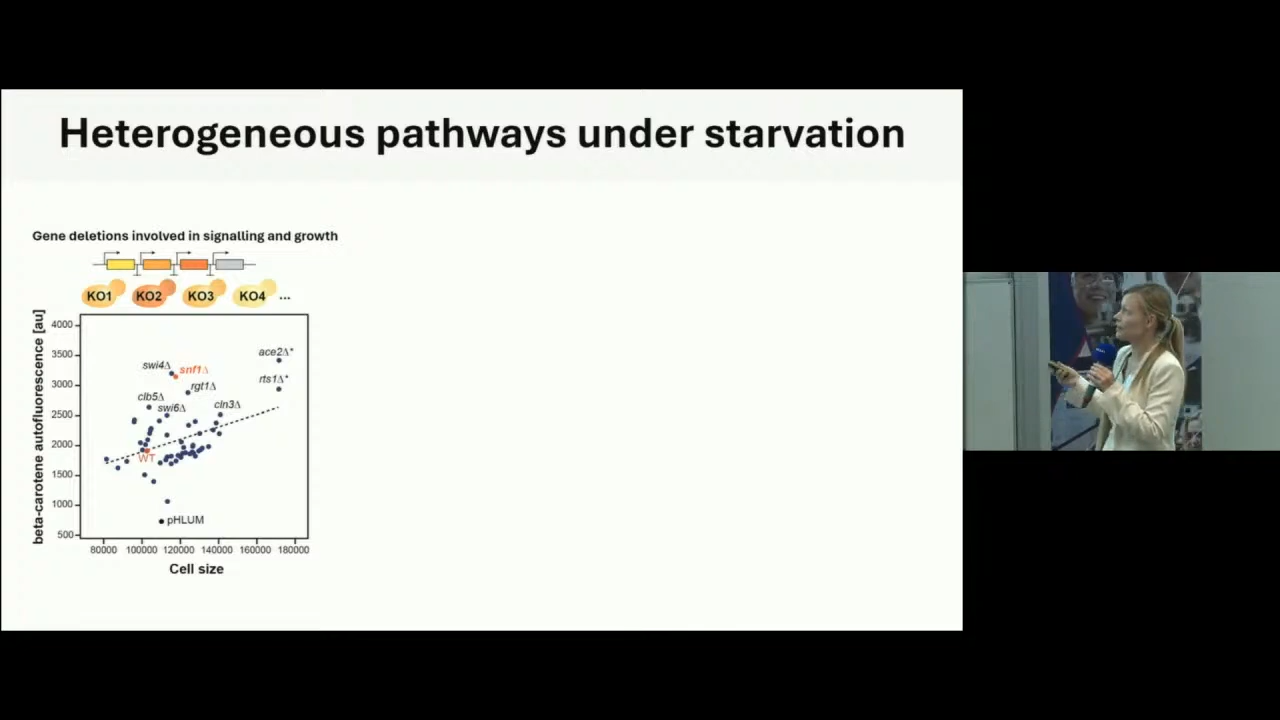 Heterogeneous pathways under starvation
Gene deletions involved in signalling and growth
KO1 KO2 KO3 KO4 ...
beta-carotene autofluorescence [au]
4000
3500
3000
2500
2000
1500
1000
500
ace2Δ*
swi4Δ
snf1Δ
rts1Δ*
rgt1Δ
clb5Δ
swi6Δ
cln3Δ
WT
pHLUM
80000 100000 120000 140000 160000 180000
Cell size